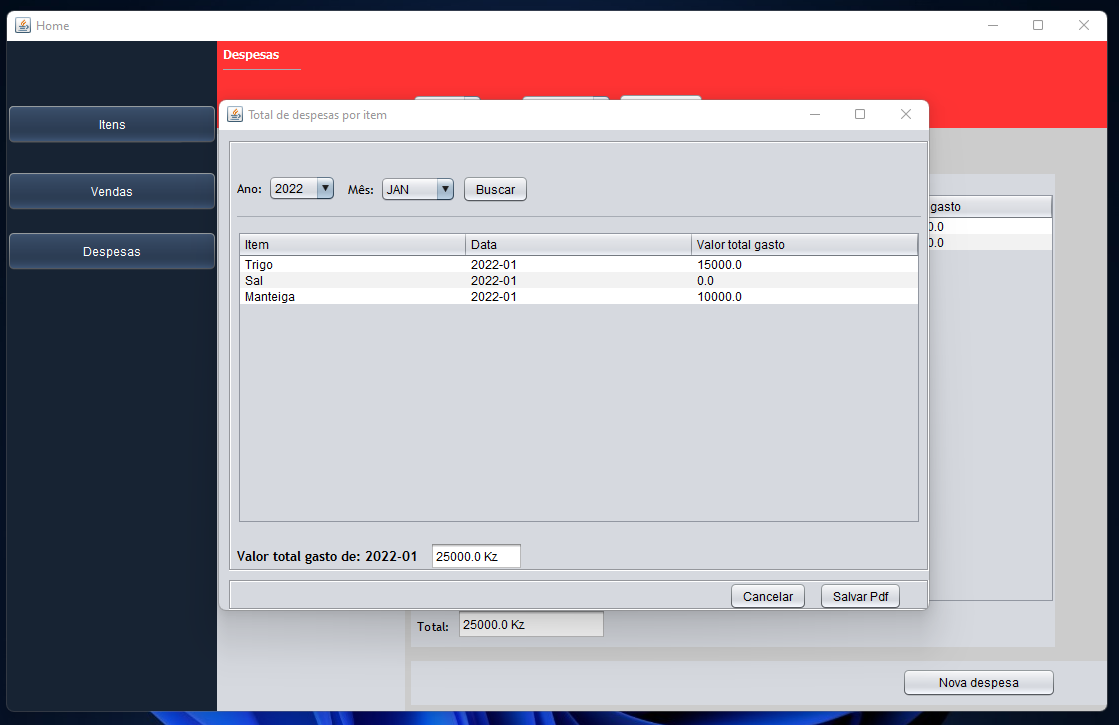 Home
Despesas
Itens
Vendas
Despesas
Total de despesas por item
Ano: 2022 Mês: JAN Buscar
Item Data Valor total gasto
Trigo 2022-01 15000.0
Sal 2022-01 0.0
Manteiga 2022-01 10000.0
Valor total gasto de: 2022-01 25000.0 Kz
Cancelar Salvar Pdf
gasto
0.0
0.0
Total: 25000.0 Kz
Nova despesa